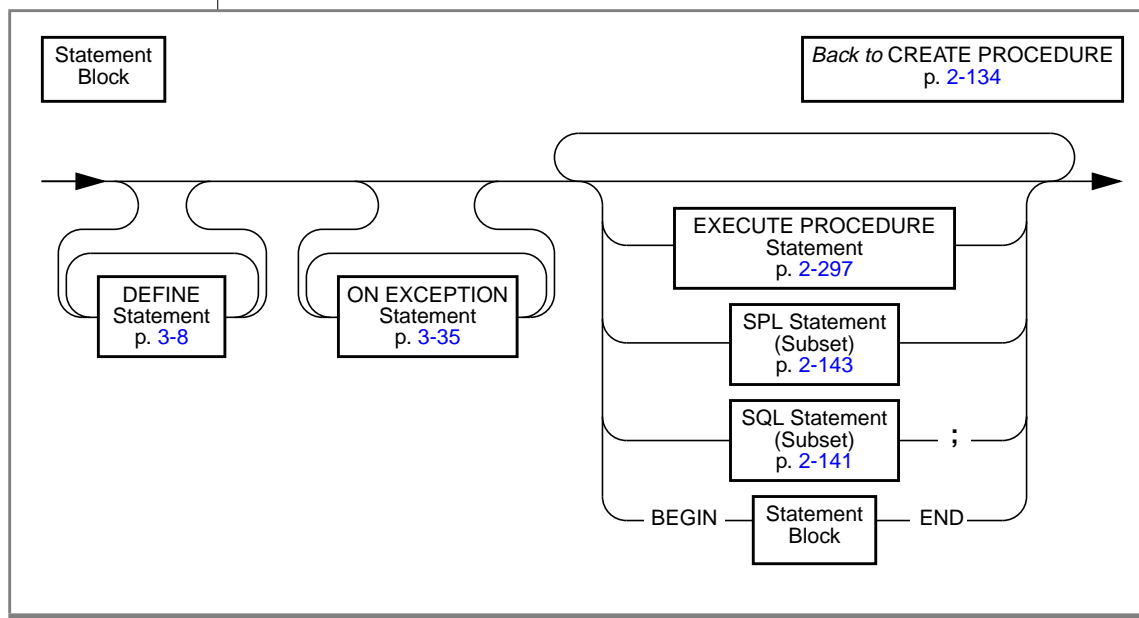 Statement
Block
Back to CREATE PROCEDURE
p. 2-134
EXECUTE PROCEDURE
Statement
p. 2-297
DEFINE
Statement
p. 3-8
ON EXCEPTION
Statement
p. 3-35
SPL Statement
(Subset)
p. 2-143
SQL Statement
(Subset)
p. 2-141
;
BEGIN
Statement
Block
END